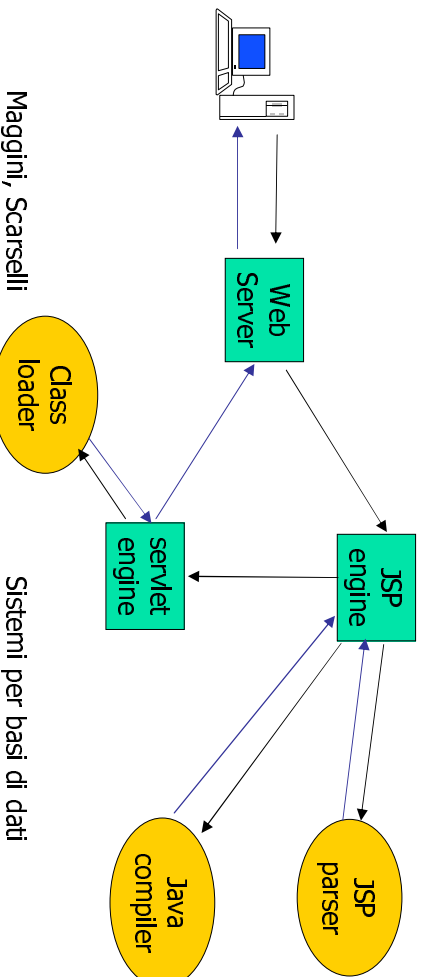 JSP
parser
JSP
engine
Web
Server
Java
compiler
servlet
engine
Class
loader
Maggini, Scarselli
Sistemi per basi di dati